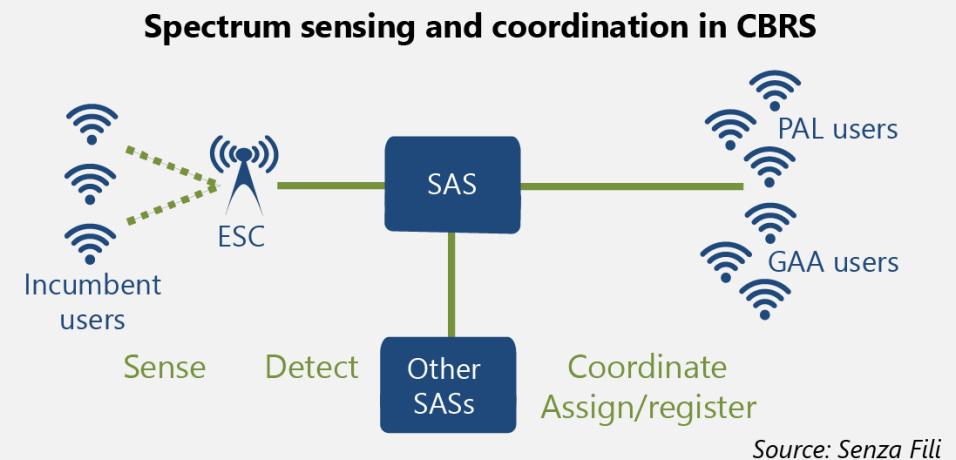 Spectrum sensing and coordination in CBRS
PAL users
SAS
ESC
GAA users
Incumbent
users
Sense
Detect
Other
SASs
Coordinate
Assign/register
Source: Senza Fili